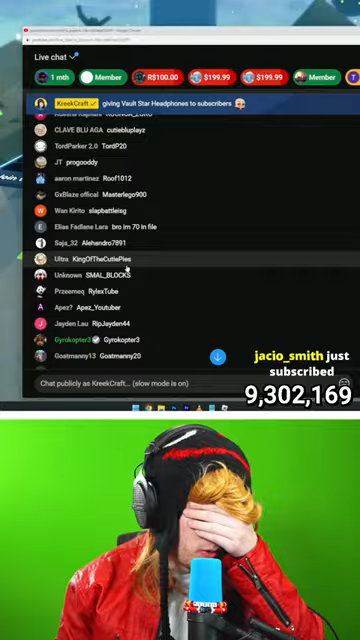 Live chat
1 mth
Member
R$100.00
$199.99
$199.99
Member
T
KreekCraft giving Vault Star Headphones to subscribers
CLAVE BLU AGA cutiebluplayz
TordParker 2.0 TordP20
JT progooddy
aaron martinez Roof1012
GxBlaze offical Masterlego900
Wan Kirito slapbattleisg
Elias Fadlane Lara bro im 70 in file
Saja_32 Alehandro7891
Ultra KingOfTheCutiePies
Unknown SMAL_BLOCKS
Przeemeq RylexTube
Apez? Apez_Youtuber
Jayden Lau RipJayden44
Gyrokopter3 Gyrokopter3
Goatmanny13 Goatmanny20
Chat publicly as KreekCraft (slow mode is on)
jacio_smith just
subscribed
9,302,169